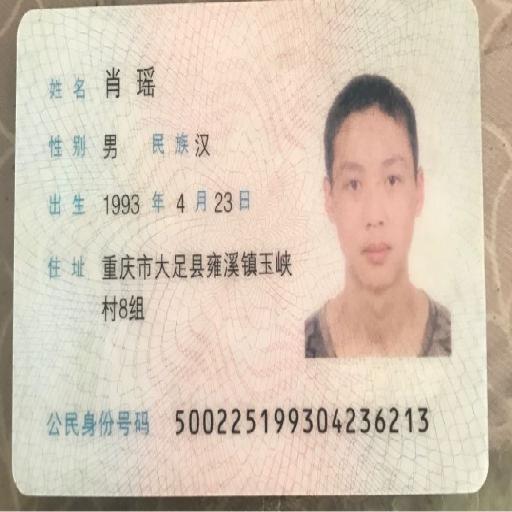 姓名 肖瑶
性别 男 民族 汉
出生 1993 年 4 月 23 日
住址 重庆市大足县雍溪镇玉峡
村8组
公民身份号码 500225199304236213